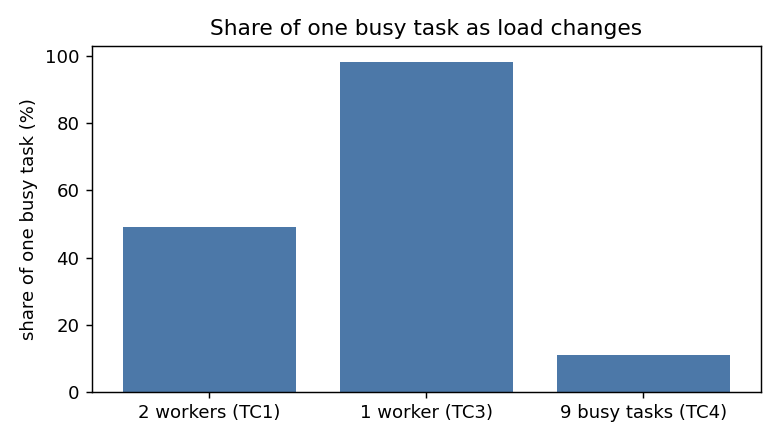 Share of one busy task as load changes
share of one busy task (%)
100
80
60
40
20
0
2 workers (TC1)
1 worker (TC3)
9 busy tasks (TC4)